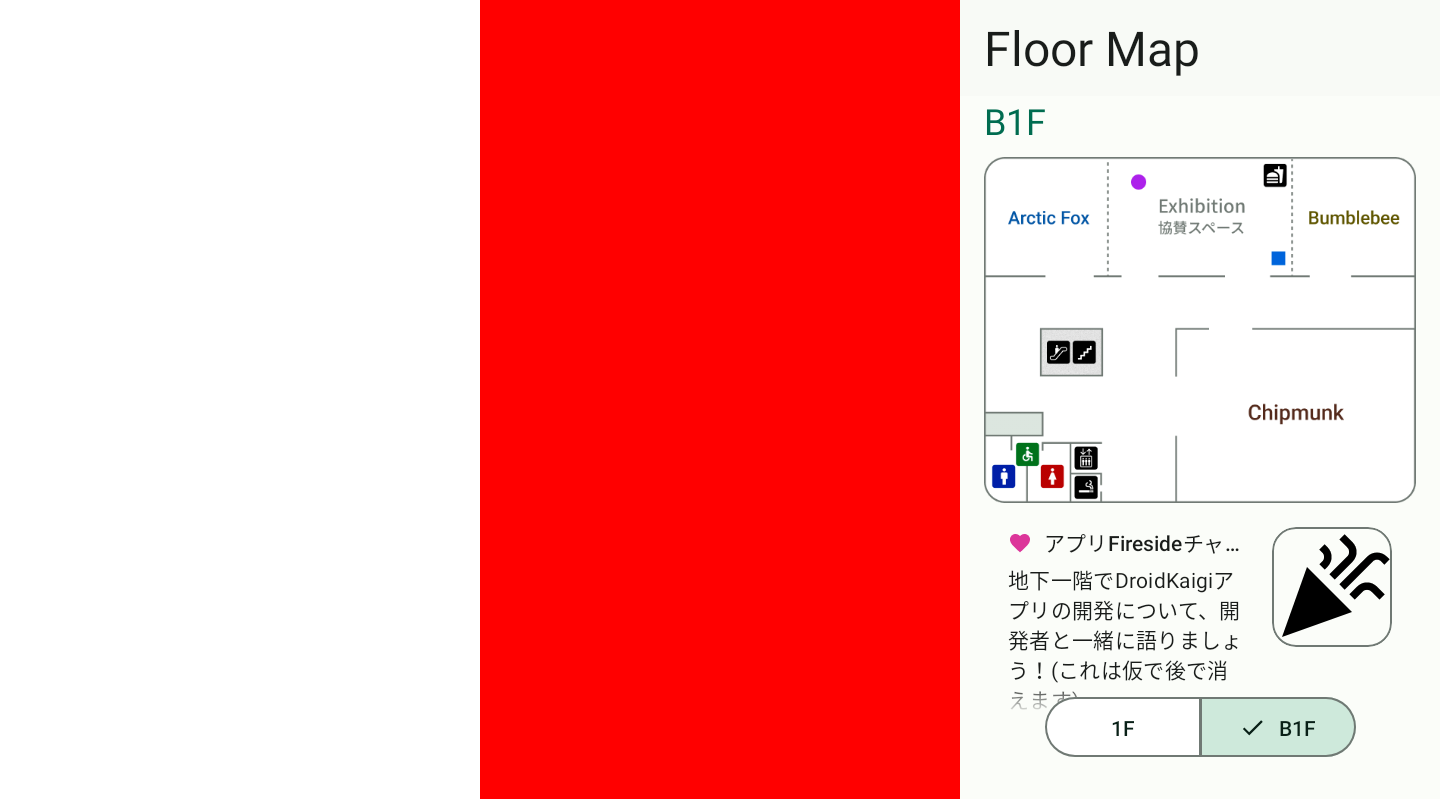 Floor Map
B1F
Exhibition
Arctic Fox
Bumblebee
協賛スペース
Chipmunk
アプリFiresideチャ…
地下一階でDroidKaigiア
プリの開発について、開
発者と一緒に語りましょ
う！(これは仮で後で消
えます)
1F
B1F